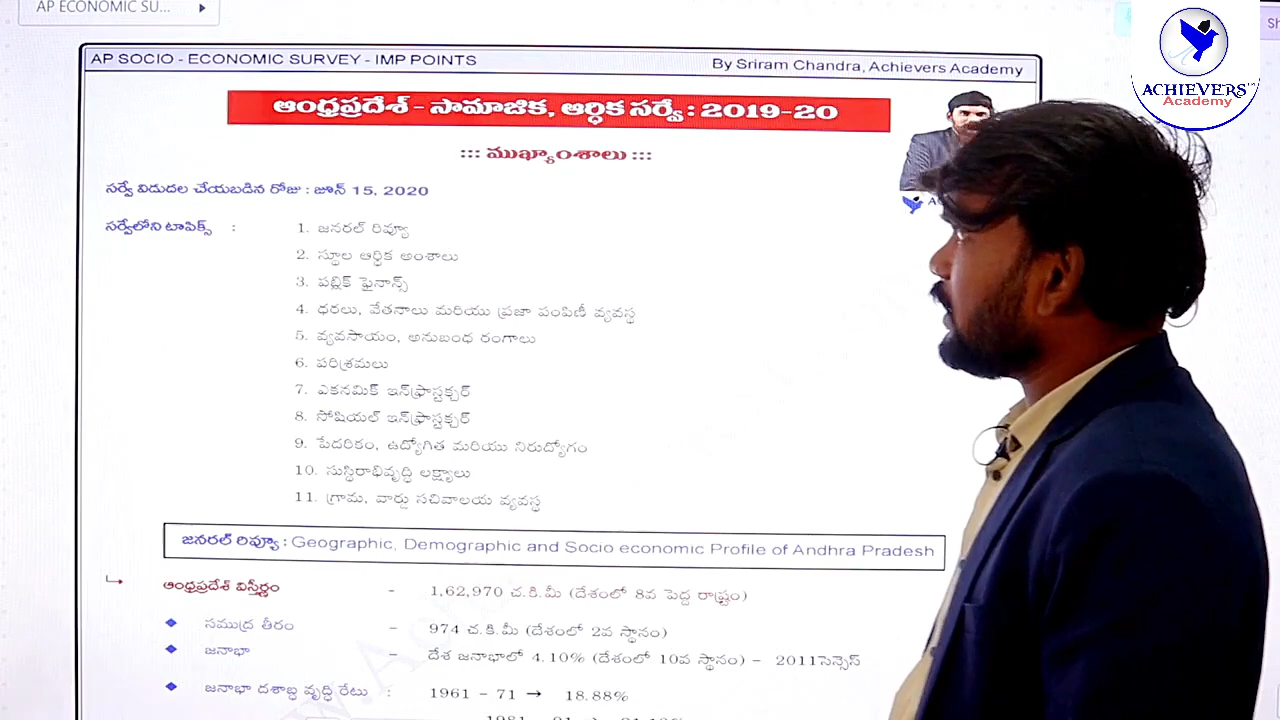 AP ECONOMIC SU...
ACHIEVERS
Academy
AP SOCIO - ECONOMIC SURVEY - IMP POINTS
By Sriram Chandra, Achievers Academy
ఆంధ్రప్రదేశ్ - సామాజిక, ఆర్ధిక సర్వే : 2019-20
::: ముఖ్యాంశాలు :::
సర్వే విడుదల చేయబడిన రోజు : జూన్ 15, 2020
సర్వేలోని టాపిక్స్ :
1. జనరల్ రివ్యూ
2. స్థూల ఆర్థిక అంశాలు
3. పబ్లిక్ ఫైనాన్స్
4. ధరలు, వేతనాలు మరియు ప్రజా పంపిణీ వ్యవస్థ
5. వ్యవసాయం, అనుబంధ రంగాలు
6. పరిశ్రమలు
7. ఎకనమిక్ ఇన్‌ఫ్రాస్ట్రక్చర్
8. సోషియల్ ఇన్‌ఫ్రాస్ట్రక్చర్
9. పేదరికం, ఉద్యోగిత మరియు నిరుద్యోగం
10. సుస్థిరాభివృద్ధి లక్ష్యాలు
11. గ్రామ, వార్డు సచివాలయ వ్యవస్థ
జనరల్ రివ్యూ : Geographic, Demographic and Socio economic Profile of Andhra Pradesh
ఆంధ్రప్రదేశ్ విస్తీర్ణం - 1,62,970 చ.కి.మీ (దేశంలో 8వ పెద్ద రాష్ట్రం)
సముద్ర తీరం - 974 చ.కి.మీ (దేశంలో 2వ స్థానం)
జనాభా - దేశ జనాభాలో 4.10% (దేశంలో 10వ స్థానం) - 2011సెన్సెస్
జనాభా దశాబ్ద వృద్ధి రేటు : 1961 - 71 → 18.88%